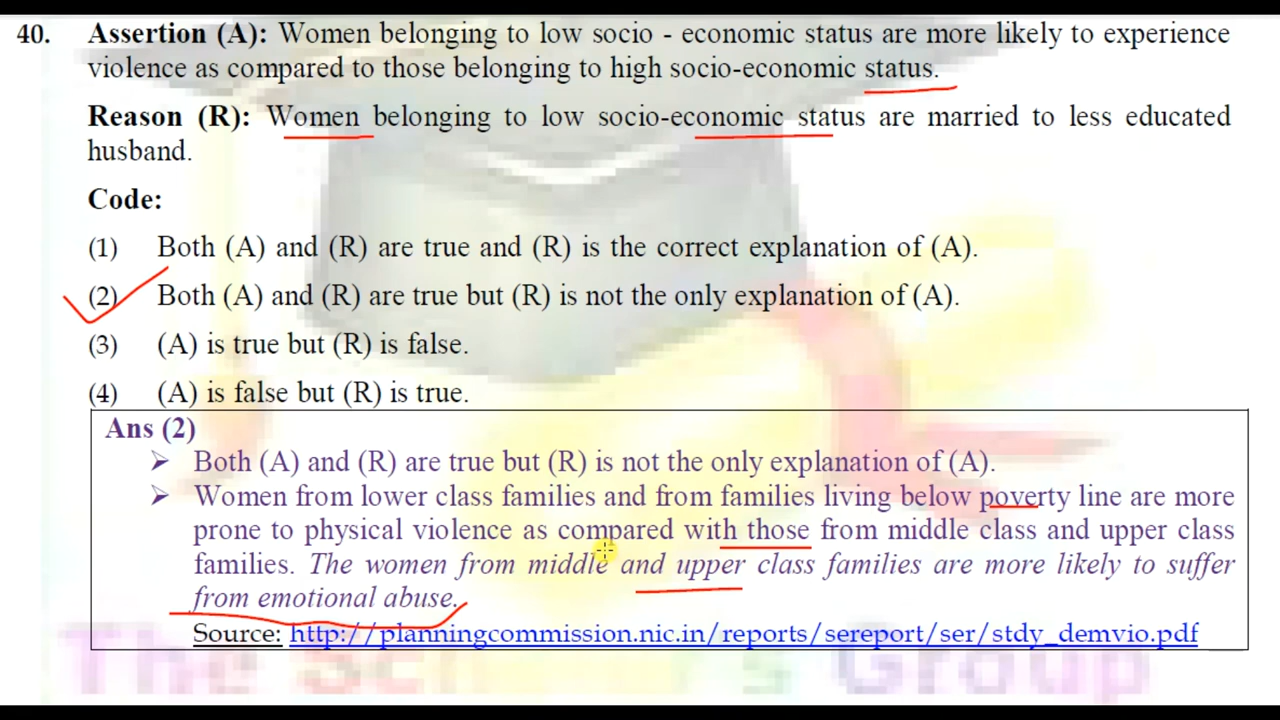 40. Assertion (A): Women belonging to low socio - economic status are more likely to experience
violence as compared to those belonging to high socio-economic status.
Reason (R): Women belonging to low socio-economic status are married to less educated
husband.
Code:
(1) Both (A) and (R) are true and (R) is the correct explanation of (A).
(2) Both (A) and (R) are true but (R) is not the only explanation of (A).
(3) (A) is true but (R) is false.
(4) (A) is false but (R) is true.
Ans (2)
➢ Both (A) and (R) are true but (R) is not the only explanation of (A).
➢ Women from lower class families and from families living below poverty line are more
prone to physical violence as compared with those from middle class and upper class
families. The women from middle and upper class families are more likely to suffer
from emotional abuse.
Source: http://planningcommission.nic.in/reports/sereport/ser/stdy_demvio.pdf